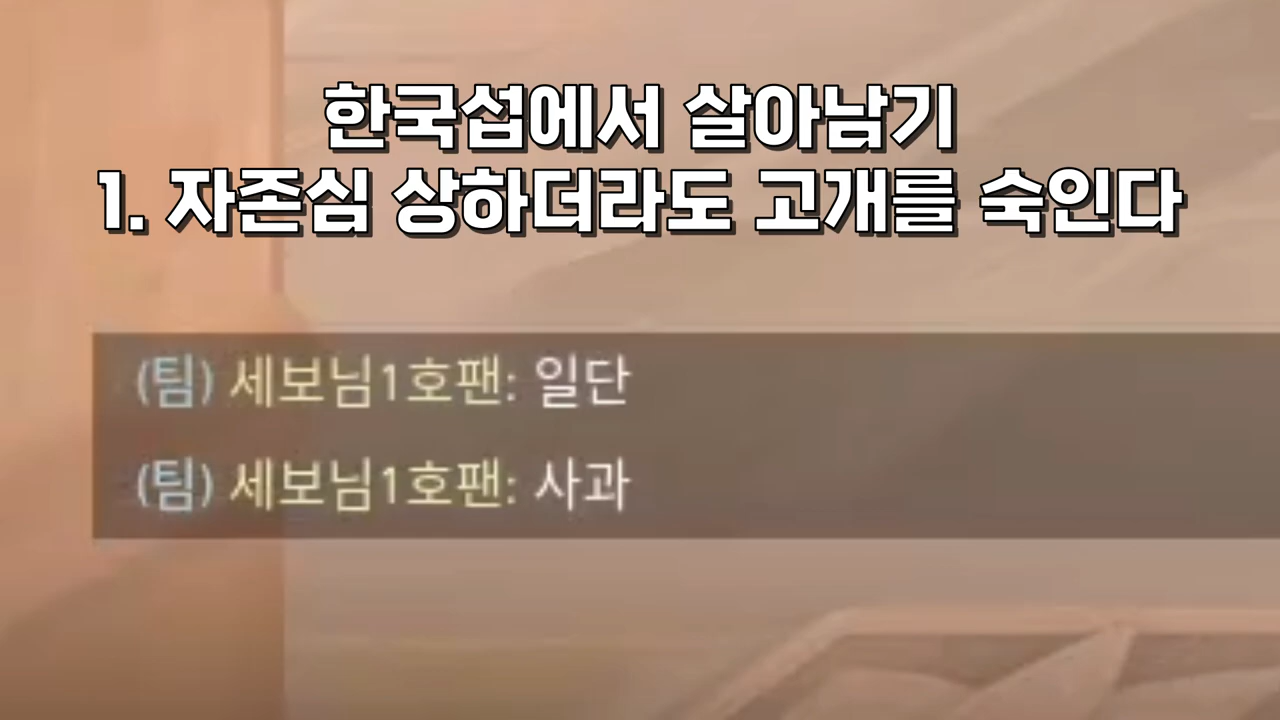 한국섭에서 살아남기
1. 자존심 상하더라도 고개를 숙인다
(팀) 세보님1호팬: 일단
(팀) 세보님1호팬: 사과